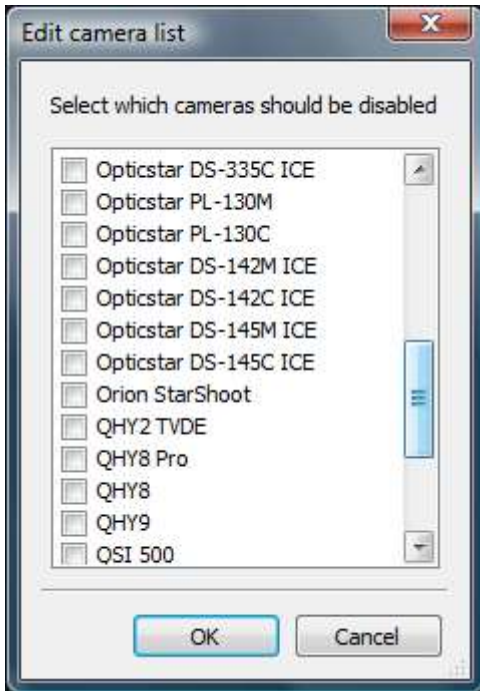 Edit camera list
Select which cameras should be disabled
Opticstar DS-335C ICE
Opticstar PL-130M
Opticstar PL-130C
Opticstar DS-142M ICE
Opticstar DS-142C ICE
Opticstar DS-145M ICE
Opticstar DS-145C ICE
Orion StarShoot
QHY2 TVDE
QHY8 Pro
QHY8
QHY9
QSI 500
OK
Cancel